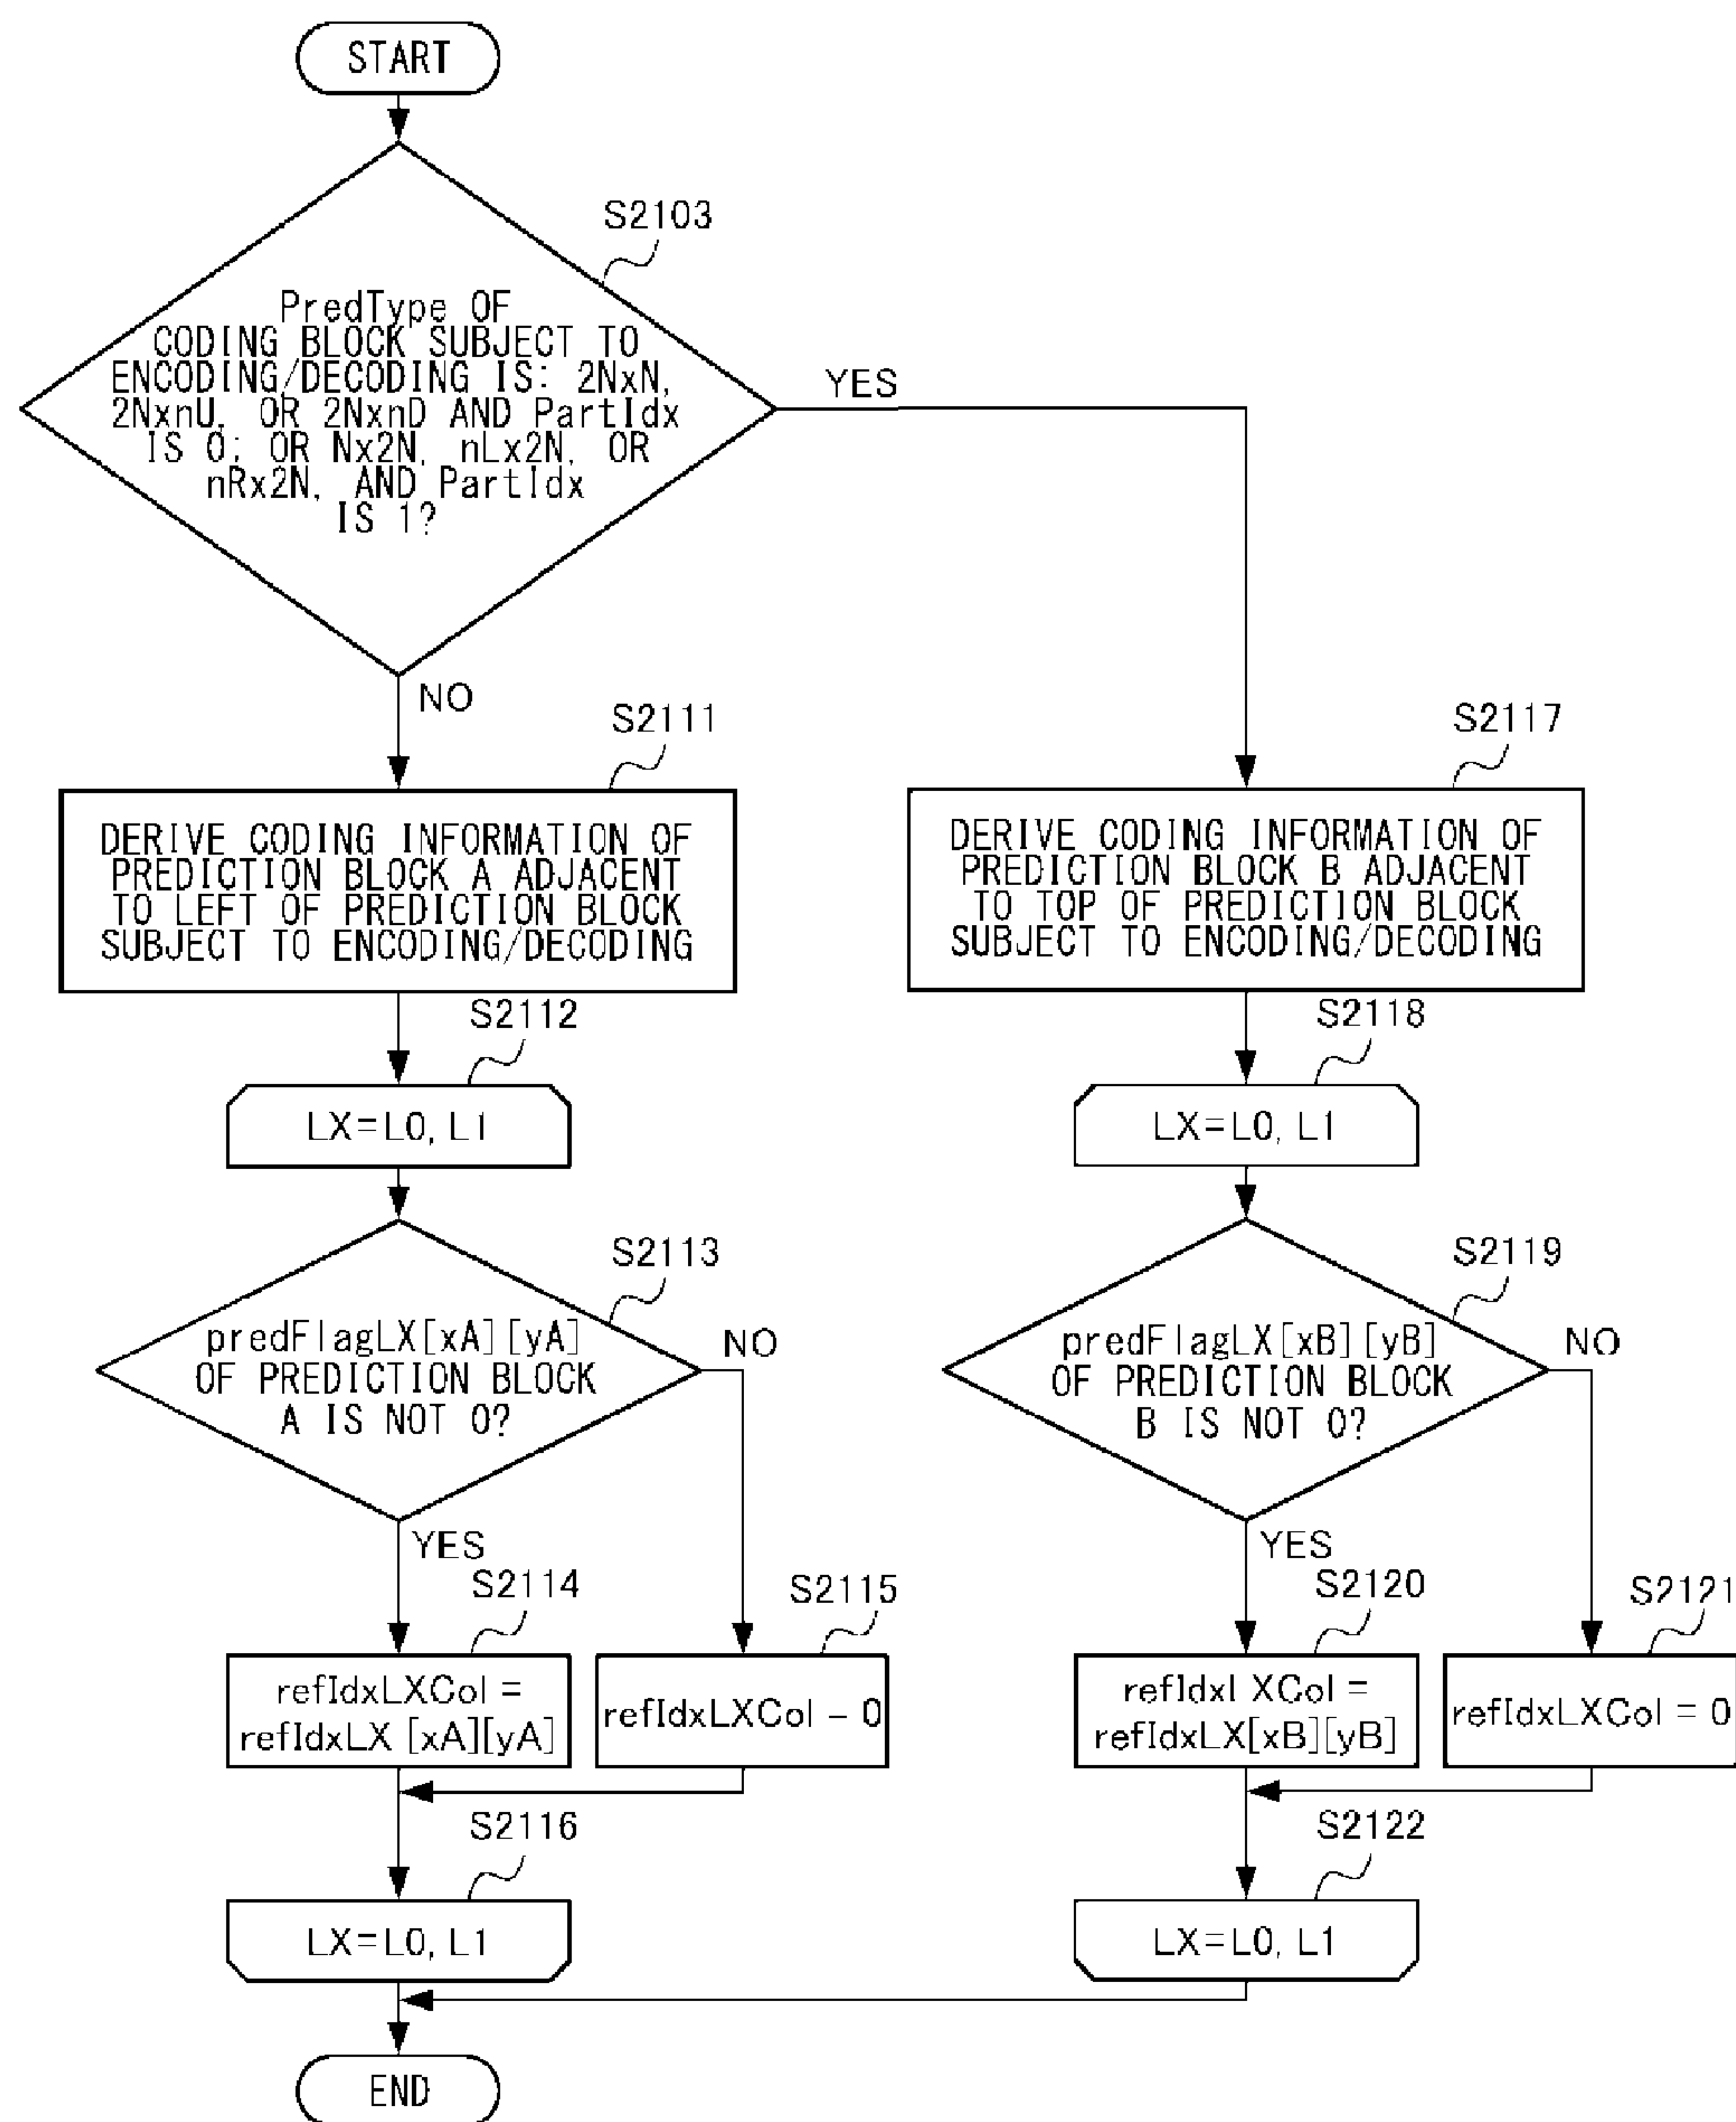 START
S2103
PredType OF
CODING BLOCK SUBJECT TO
ENCODING/DECODING IS: 2NxN,
2NxnU, OR 2NxnD AND PartIdx
IS 0; OR Nx2N, nLx2N, OR
nRx2N, AND PartIdx
IS 1?
YES
NO
S2111
DERIVE CODING INFORMATION OF
PREDICTION BLOCK A ADJACENT
TO LEFT OF PREDICTION BLOCK
SUBJECT TO ENCODING/DECODING
S2117
DERIVE CODING INFORMATION OF
PREDICTION BLOCK B ADJACENT
TO TOP OF PREDICTION BLOCK
SUBJECT TO ENCODING/DECODING
S2112
LX=L0, L1
S2118
LX=L0, L1
S2113
predFlagLX[xA][yA]
OF PREDICTION BLOCK
A IS NOT 0?
NO
YES
S2119
predFlagLX[xB][yB]
OF PREDICTION BLOCK
B IS NOT 0?
NO
YES
S2114
refIdxLXCol =
refIdxLX [xA][yA]
S2115
refIdxLXCol = 0
S2120
refIdxLXCol =
refIdxLX[xB][yB]
S2121
refIdxLXCol = 0
S2116
LX=L0, L1
S2122
LX=L0, L1
END